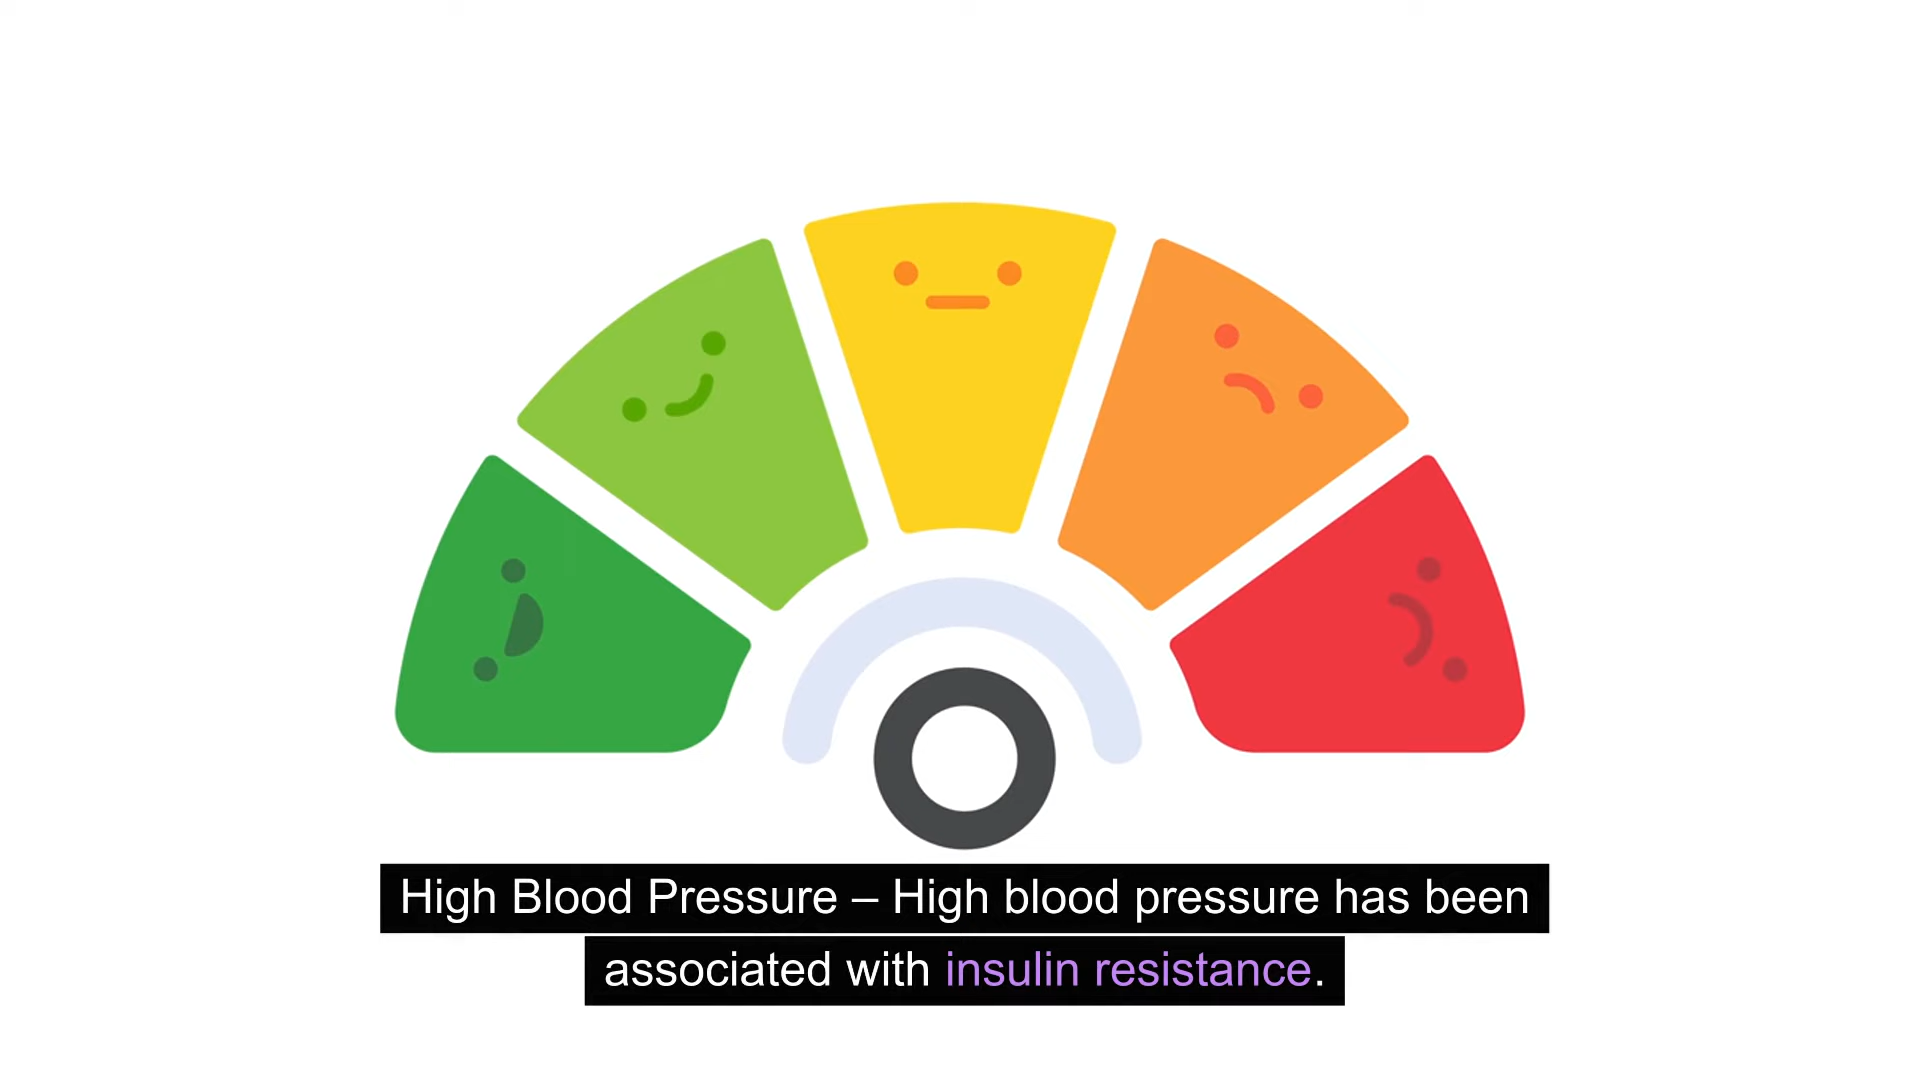 High Blood Pressure – High blood pressure has been
associated with insulin resistance.